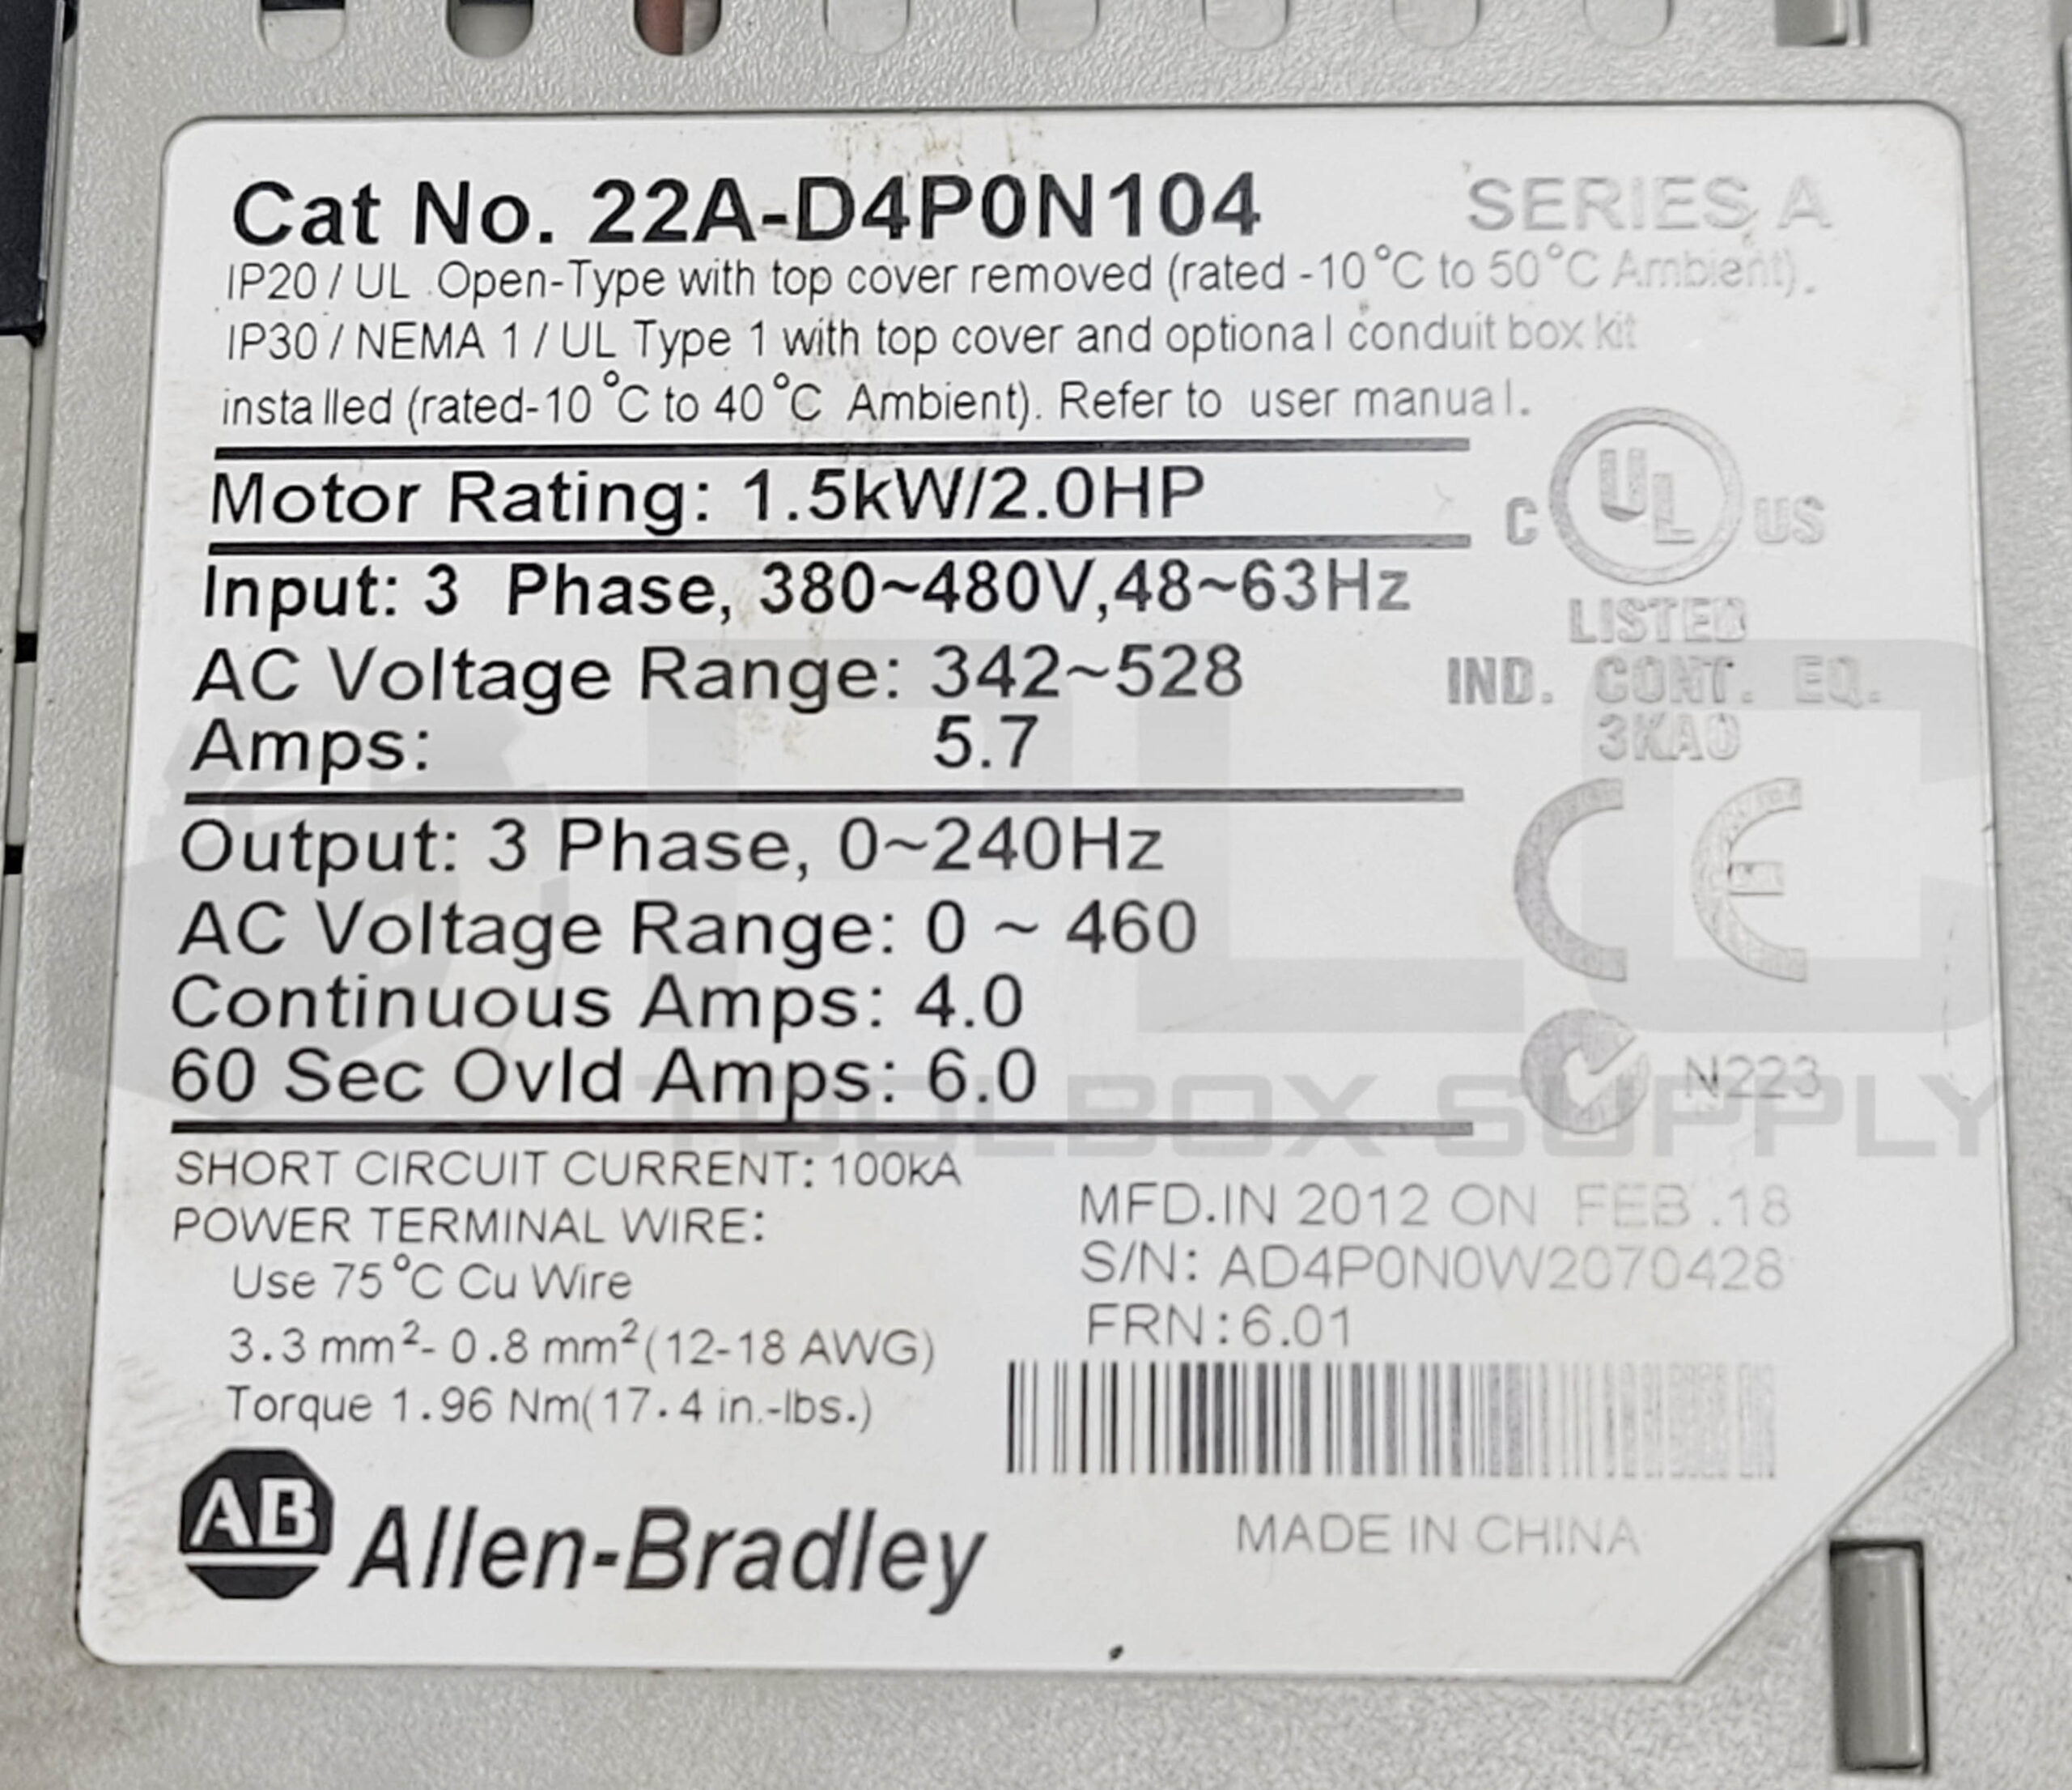 Cat No. 22A-D4P0N104 SERIES A
IP20 / UL Open-Type with top cover removed (rated -10°C to 50°C Ambient).
IP30 / NEMA 1 / UL Type 1 with top cover and optional conduit box kit
installed (rated-10°C to 40°C Ambient). Refer to user manual.
Motor Rating: 1.5kW/2.0HP
C UL US
LISTED
IND. CONT. EQ.
3KA0
Input: 3 Phase, 380~480V,48~63Hz
AC Voltage Range: 342~528
Amps: 5.7
CE
Output: 3 Phase, 0~240Hz
AC Voltage Range: 0 ~ 460
Continuous Amps: 4.0
60 Sec Ovld Amps: 6.0
N223
PLC
TOOLBOX SUPPLY
SHORT CIRCUIT CURRENT: 100kA
POWER TERMINAL WIRE:
Use 75°C Cu Wire
3.3 mm²- 0.8 mm²(12-18 AWG)
Torque 1.96 Nm(17.4 in.-lbs.)
MFD.IN 2012 ON FEB.18
S/N: AD4P0N0W2070428
FRN:6.01
MADE IN CHINA
AB Allen-Bradley